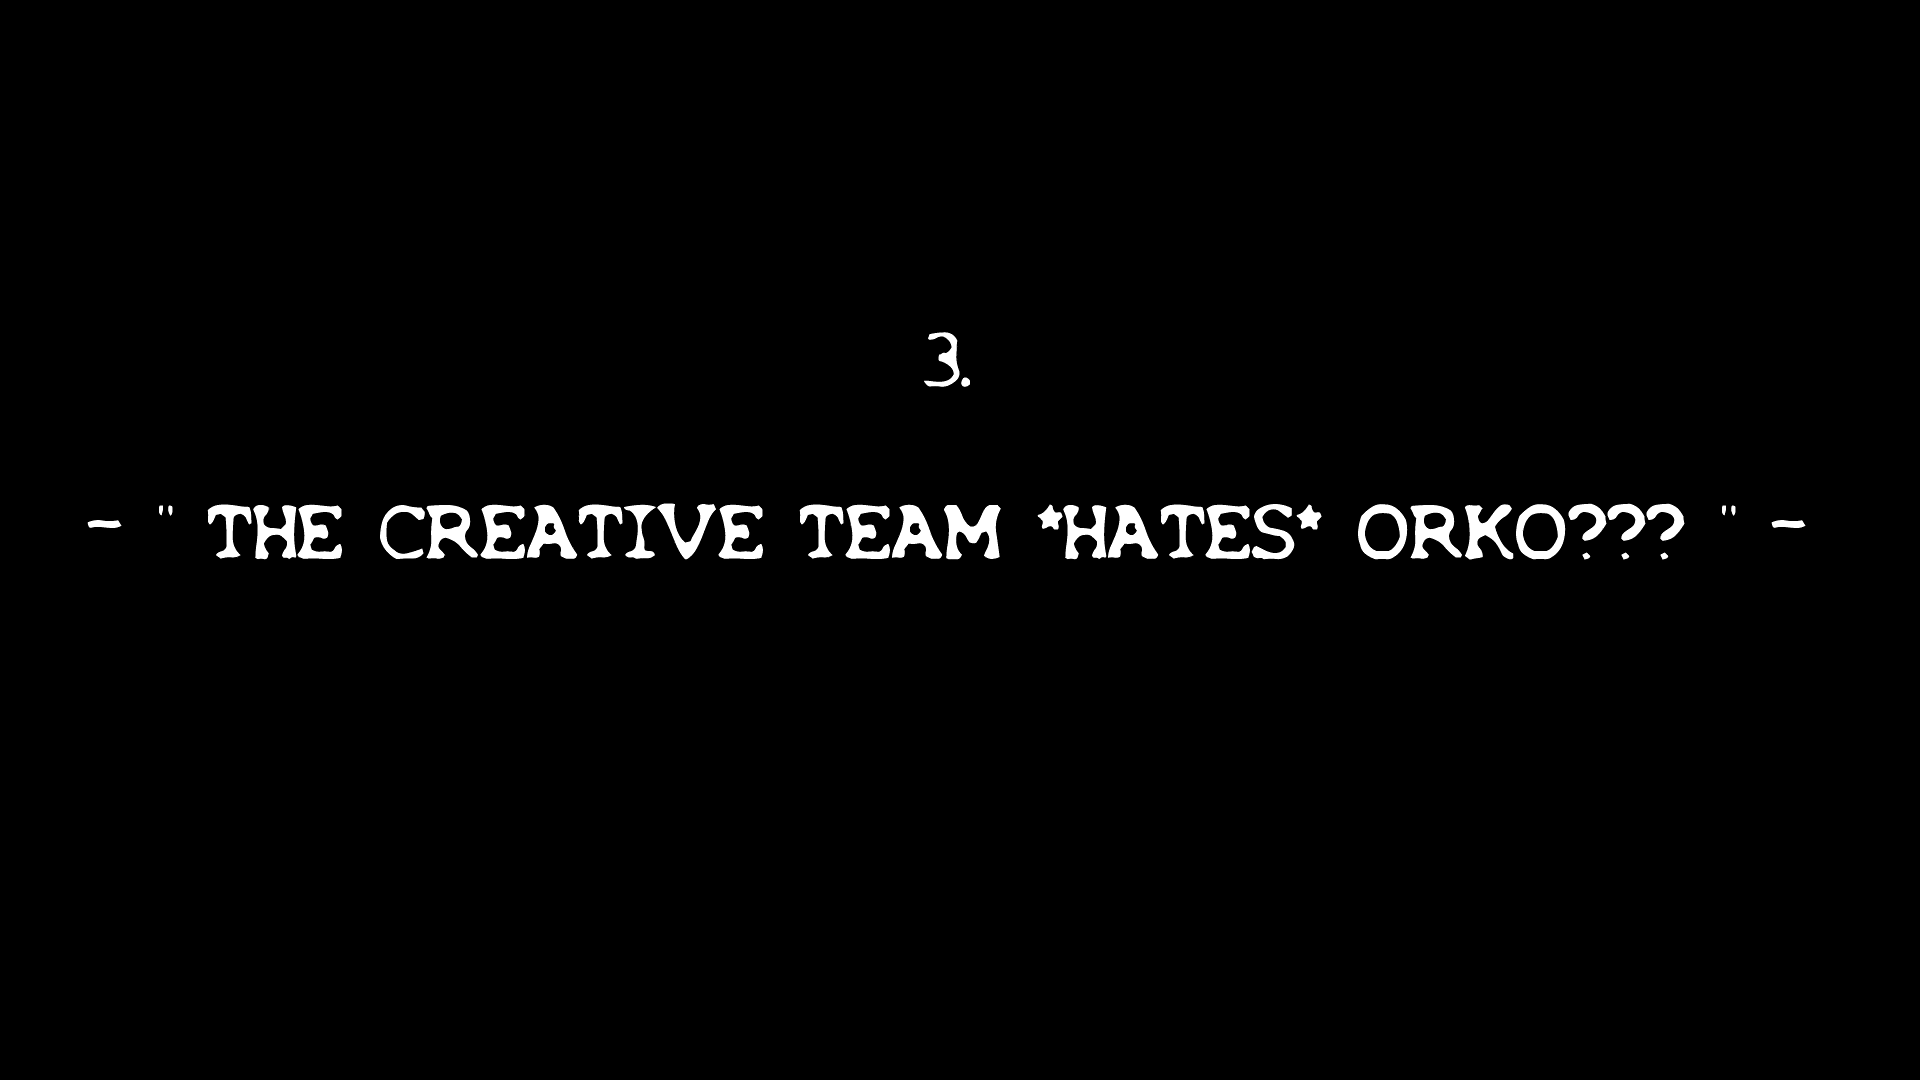 3.
- " THE CREATIVE TEAM *HATES* ORKO??? " -